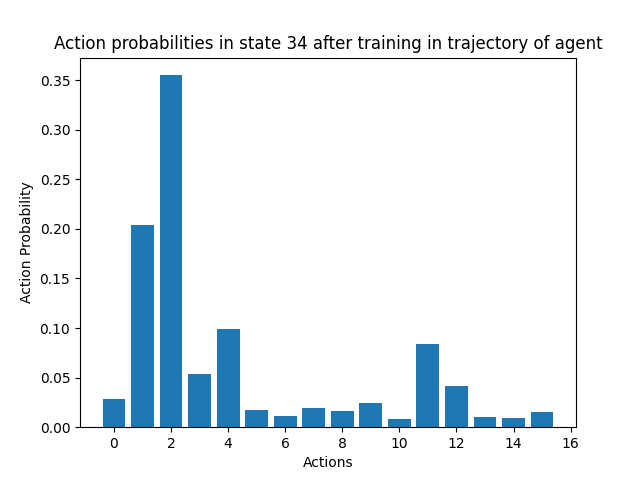 Action probabilities in state 34 after training in trajectory of agent
0.35
0.30
0.25
0.20
0.15
0.10
0.05
0.00
Action Probability
0 2 4 6 8 10 12 14 16
Actions